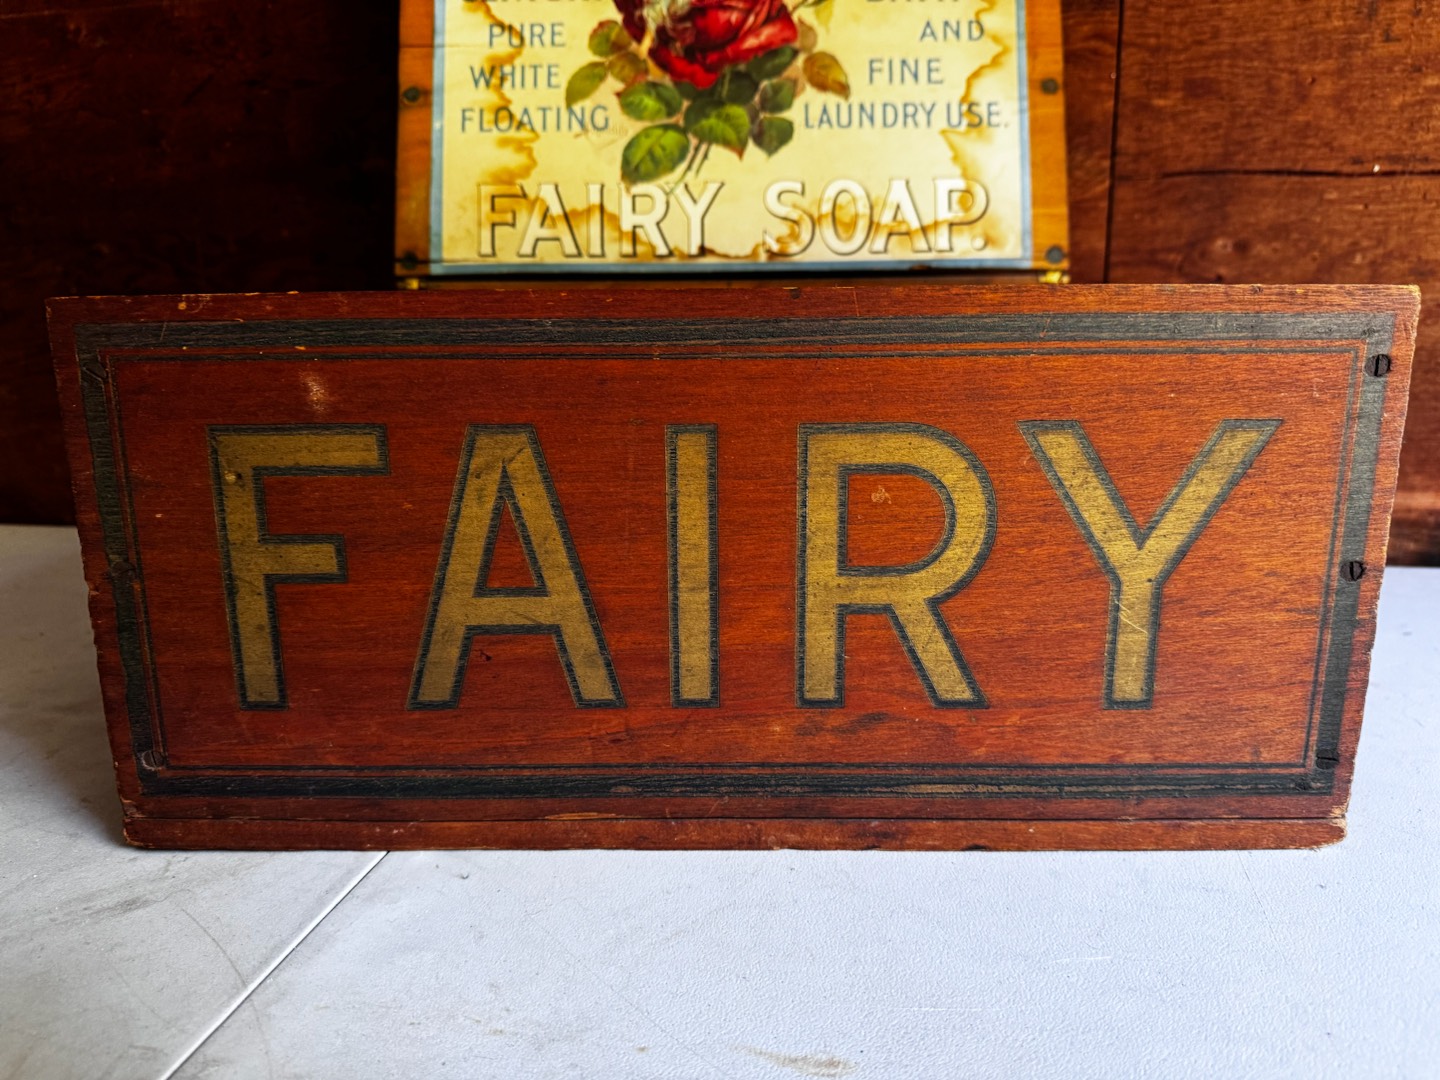 PURE AND
WHITE FINE
FLOATING LAUNDRY USE.
FAIRY SOAP.
FAIRY